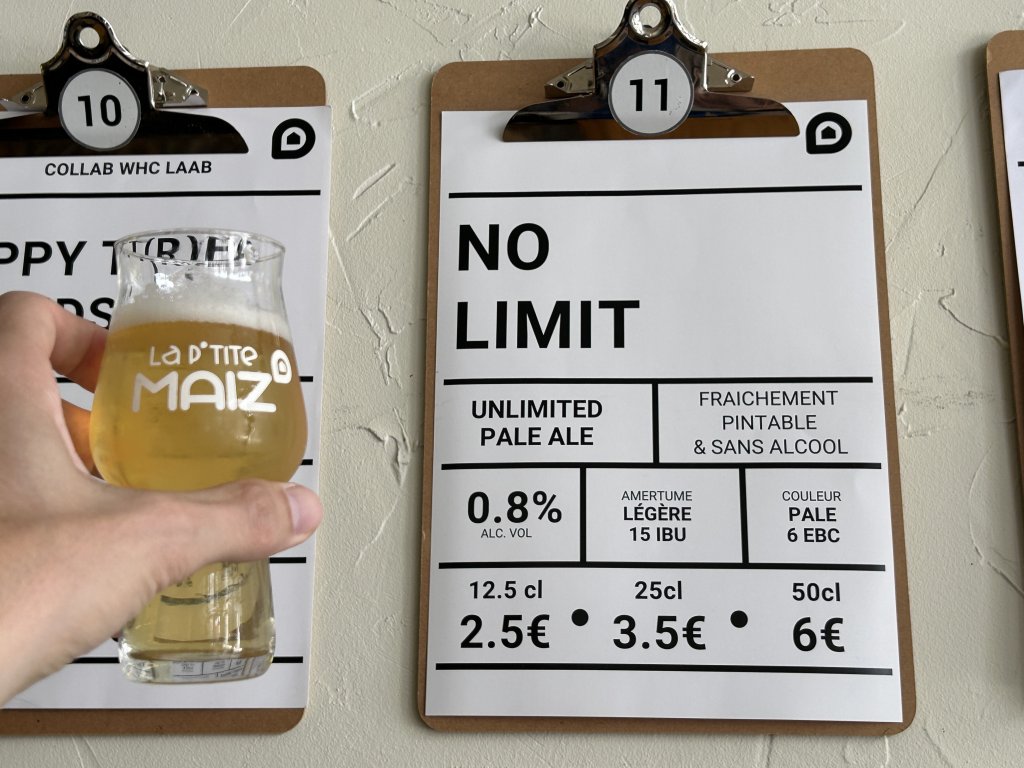 10
COLLAB WHC LAAB
LA P'TITE
MAIZ
11
NO
LIMIT
UNLIMITED
PALE ALE
FRAICHEMENT
PINTABLE
& SANS ALCOOL
0.8%
ALC. VOL
AMERTUME
LÉGÈRE
15 IBU
COULEUR
PALE
6 EBC
12.5 cl
25cl
50cl
2.5€ • 3.5€ • 6€